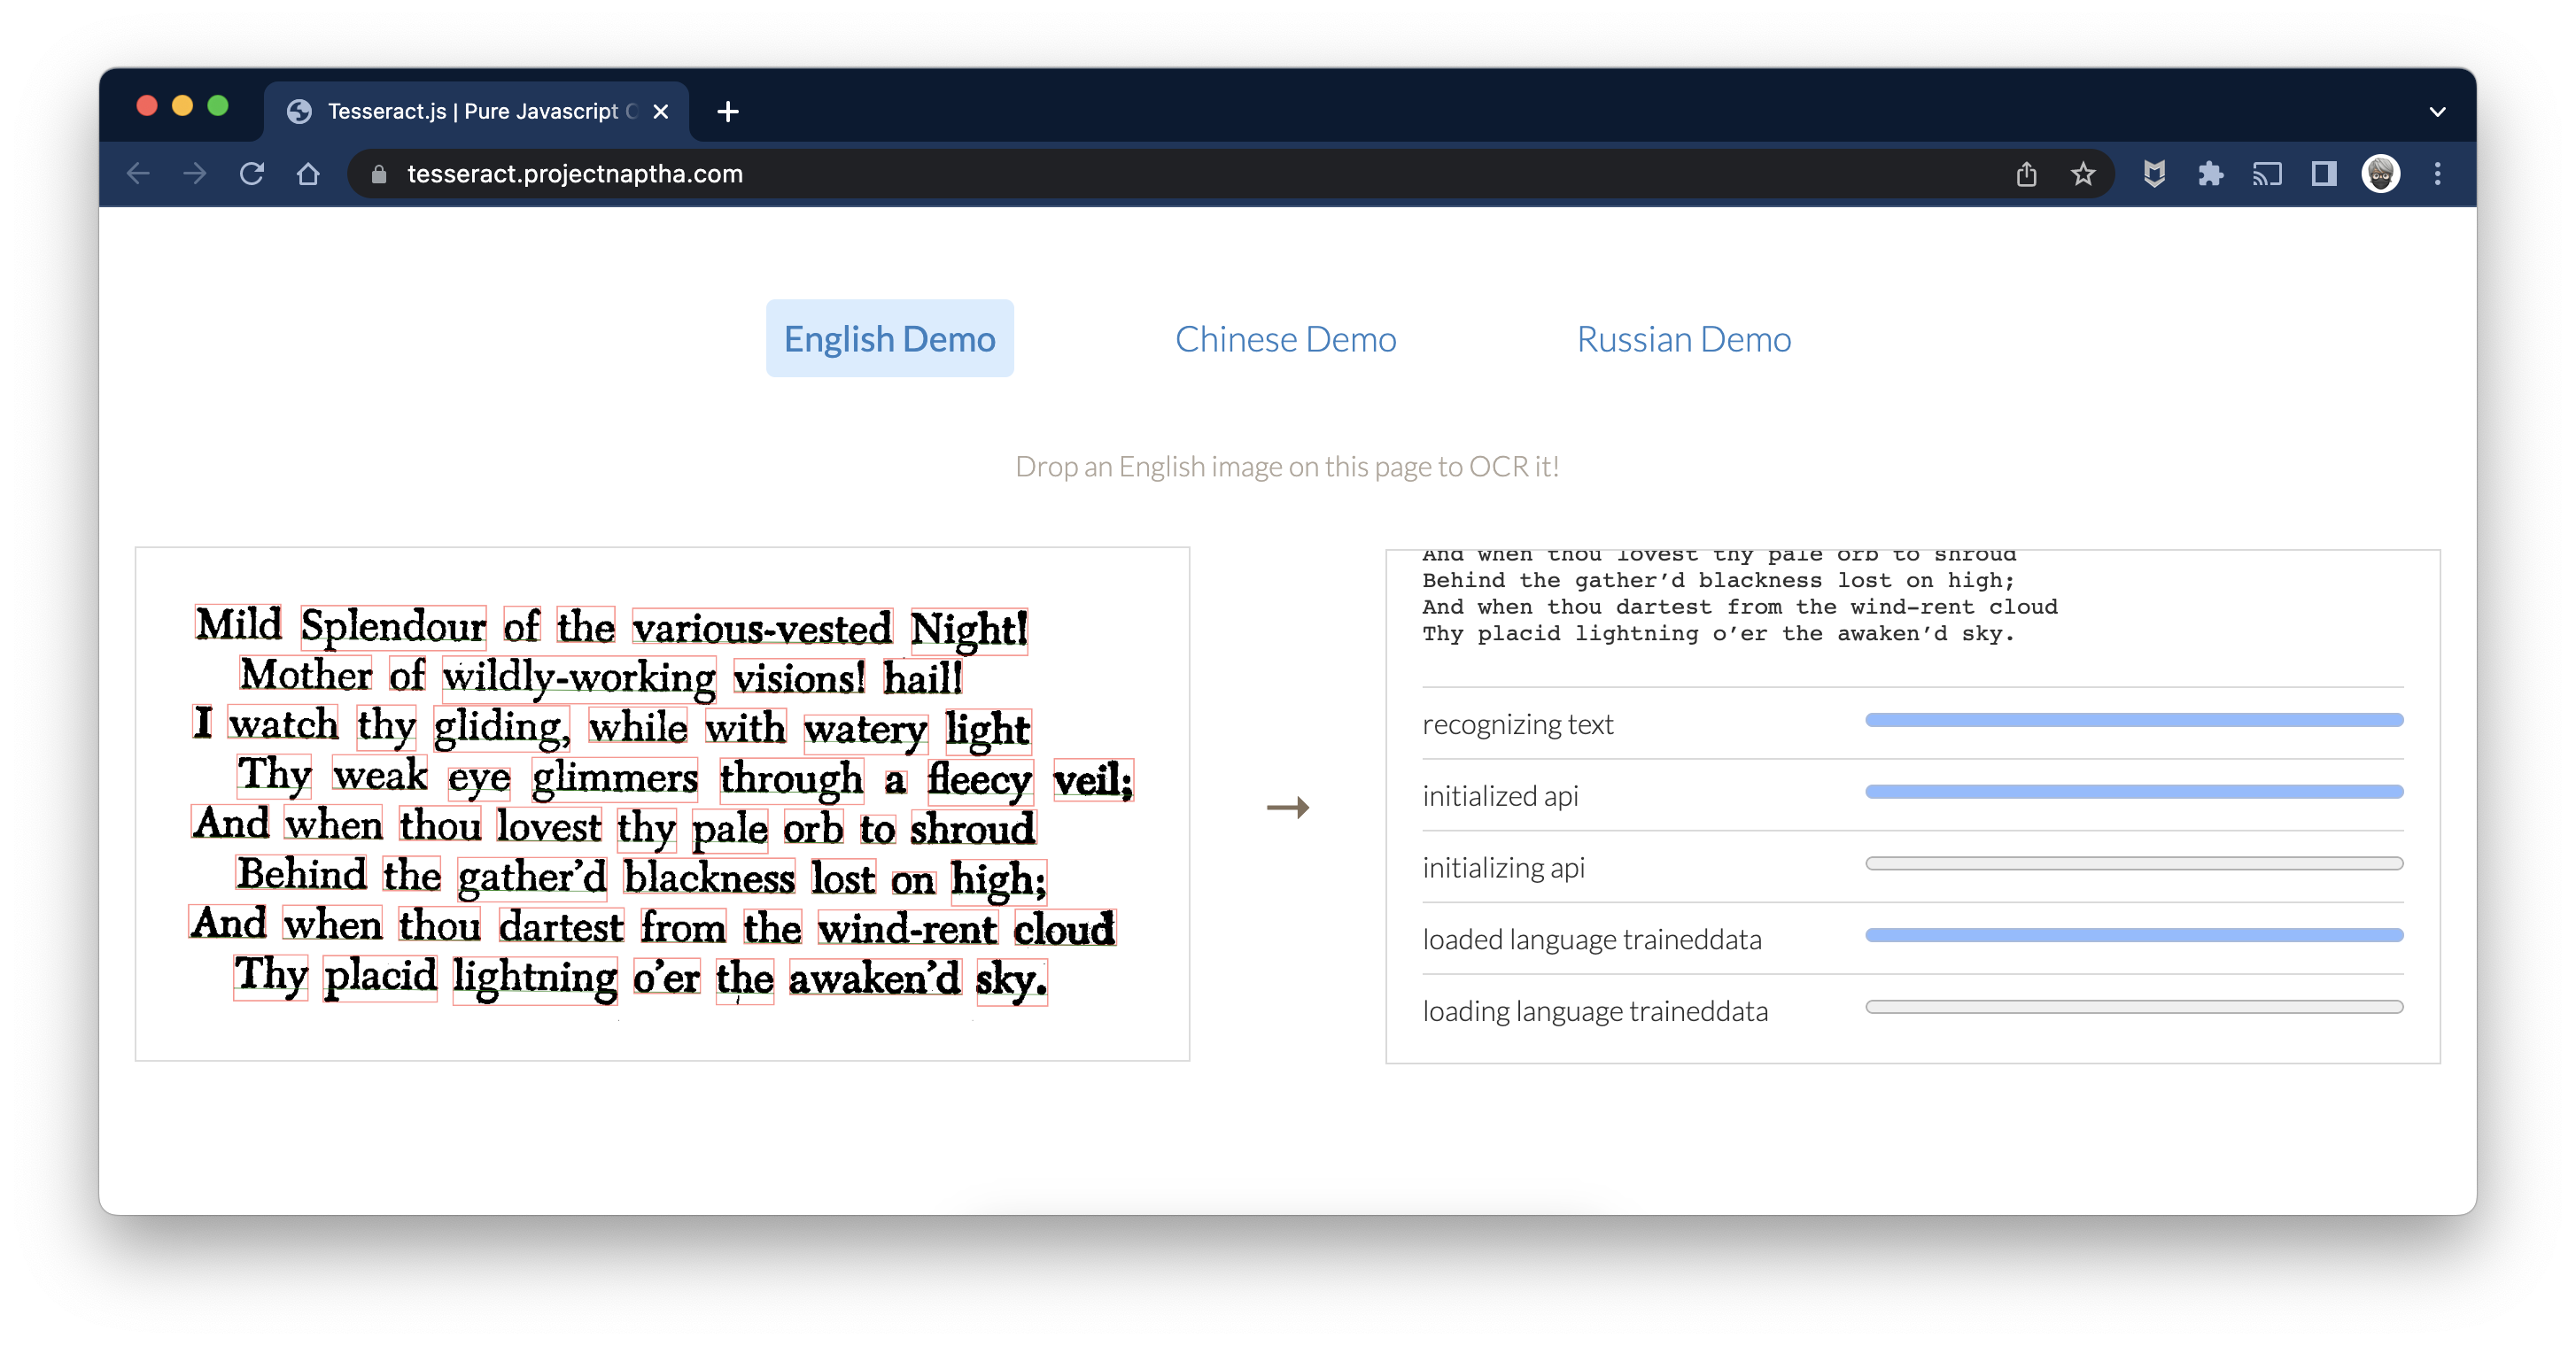 Tesseract.js | Pure Javascript
tesseract.projectnaptha.com
English Demo
Chinese Demo
Russian Demo
Drop an English image on this page to OCR it!
Mild Splendour of the various-vested Night!
Mother of wildly-working visions! hail!
I watch thy gliding, while with watery light
Thy weak eye glimmers through a fleecy veil;
And when thou lovest thy pale orb to shroud
Behind the gather’d blackness lost on high;
And when thou dartest from the wind-rent cloud
Thy placid lightning o’er the awaken’d sky.
And when thou lovest thy pale orb to shroud
Behind the gather’d blackness lost on high;
And when thou dartest from the wind-rent cloud
Thy placid lightning o’er the awaken’d sky.
recognizing text
initialized api
initializing api
loaded language traineddata
loading language traineddata